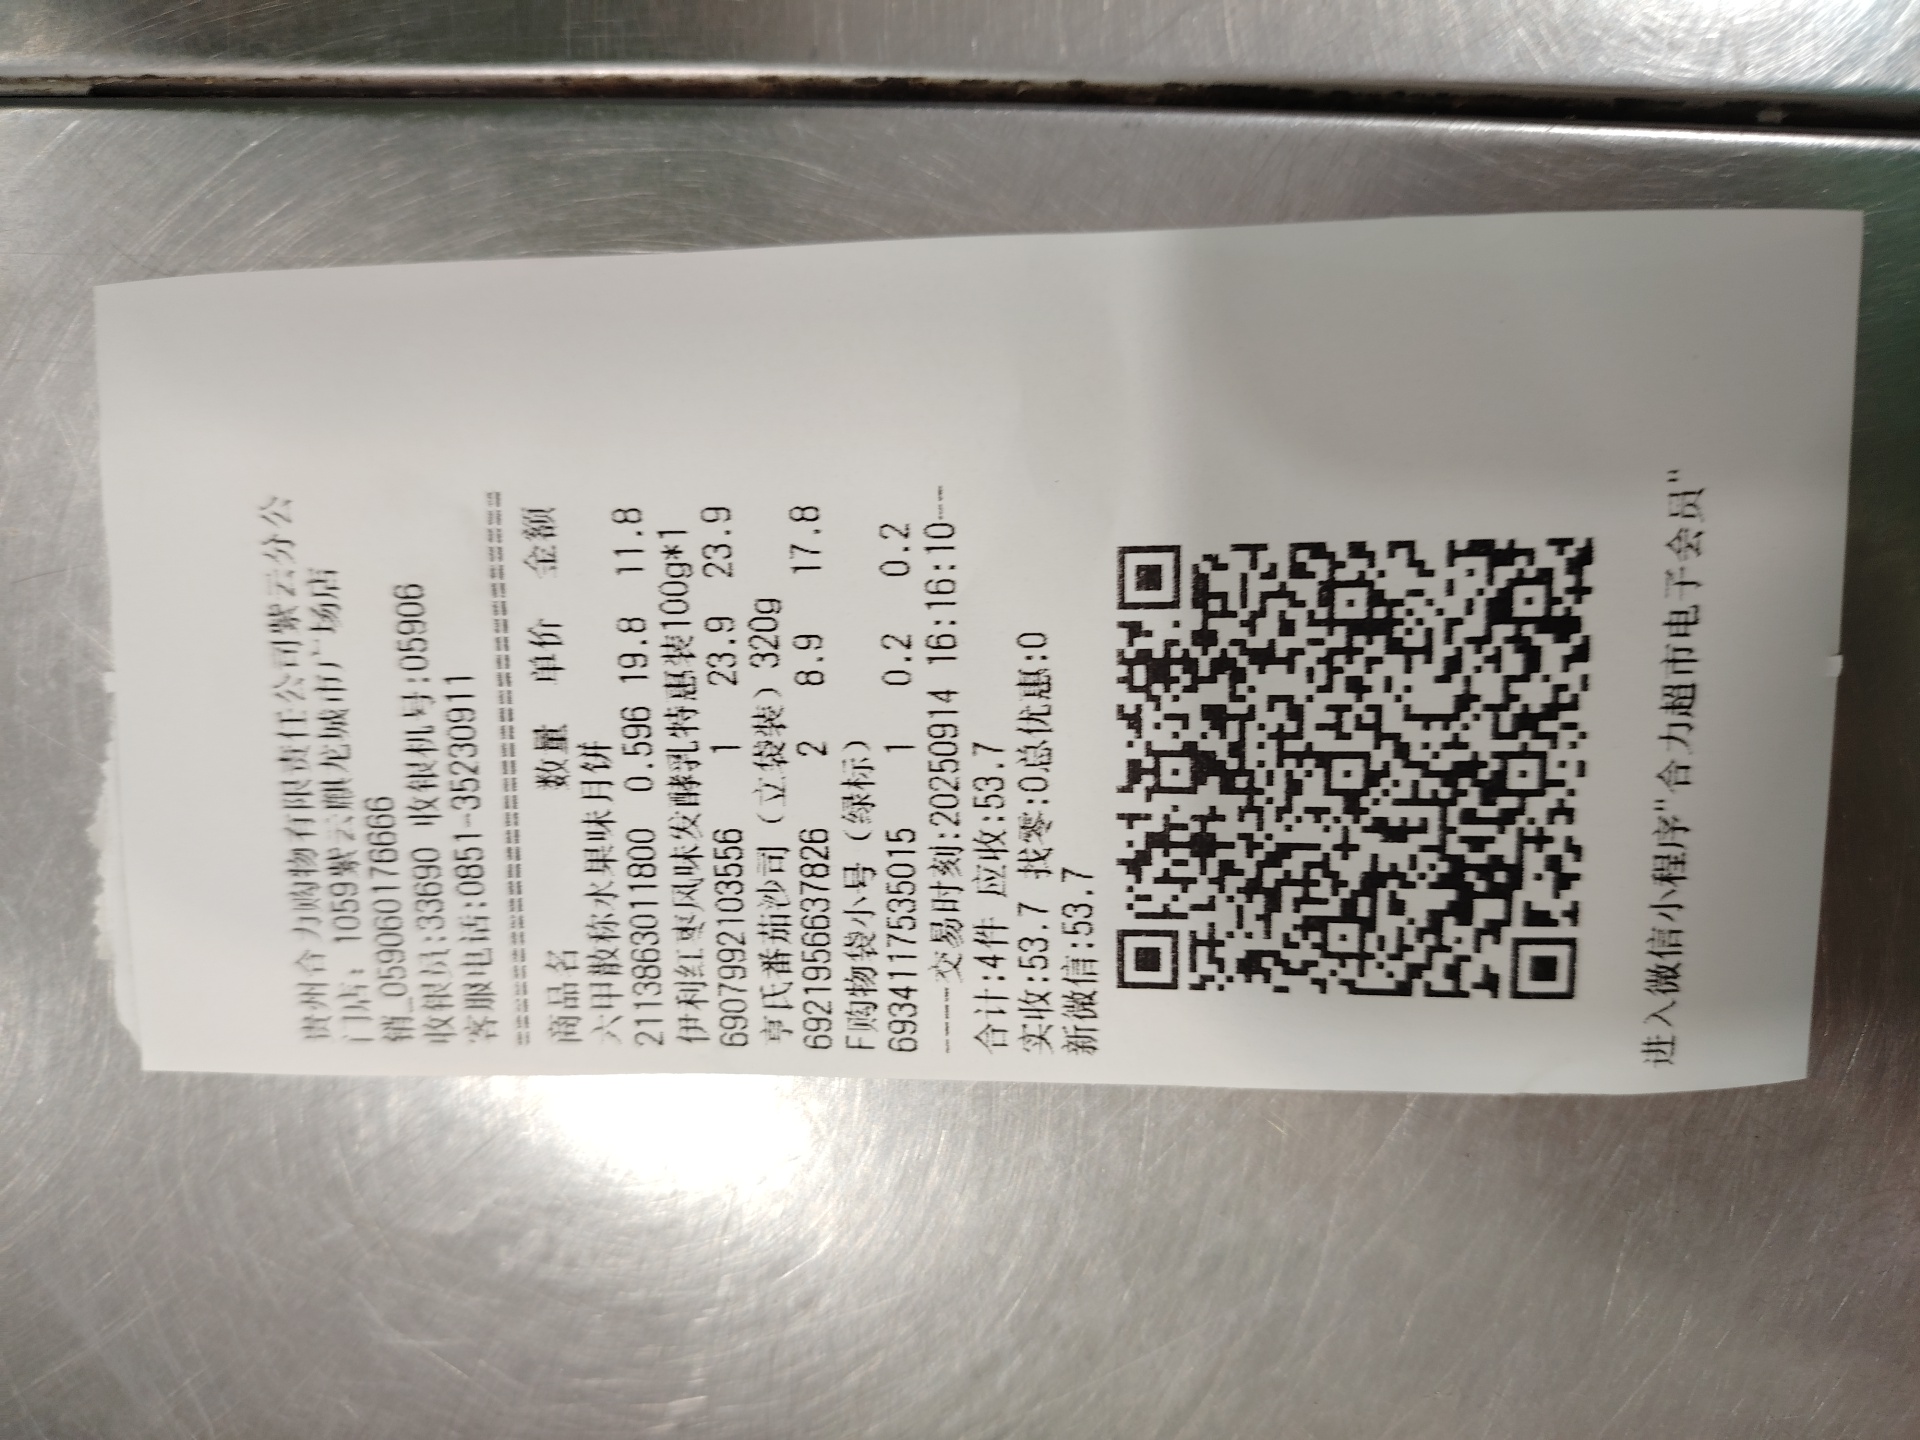 贵州合力购物有限责任公司紫云分公
门店: 1059紫云麒龙城市广场店
销_0590601766666
收银员:33690 收银机号:05906
客服电话:0851-35230911
商品名 数量 单价 金额
六甲散称水果味月饼
2113863011800 0.596 19.8 11.8
伊利红枣风味发酵乳特惠装100g*1
6907992103556 1 23.9 23.9
亨氏番茄沙司（立袋装）320g
6921956637826 2 8.9 17.8
F购物袋小号（绿标）
6934117535015 1 0.2 0.2
----交易时刻:20250914 16:16:10----
合计:4件 应收:53.7
实收:53.7 找零:0总优惠:0
新微信:53.7
进入微信小程序"合力超市电子会员"